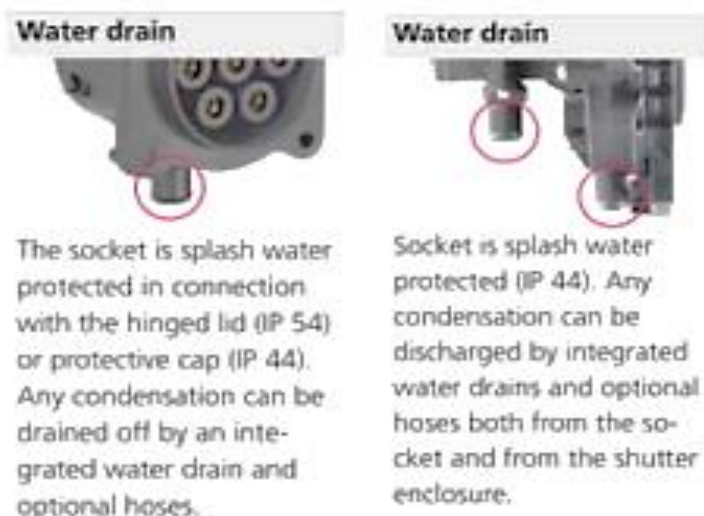 Water drain
The socket is splash water
protected in connection
with the hinged lid (IP 54)
or protective cap (IP 44).
Any condensation can be
drained off by an inte-
grated water drain and
optional hoses.
Water drain
Socket is splash water
protected (IP 44). Any
condensation can be
discharged by integrated
water drains and optional
hoses both from the so-
cket and from the shutter
enclosure.